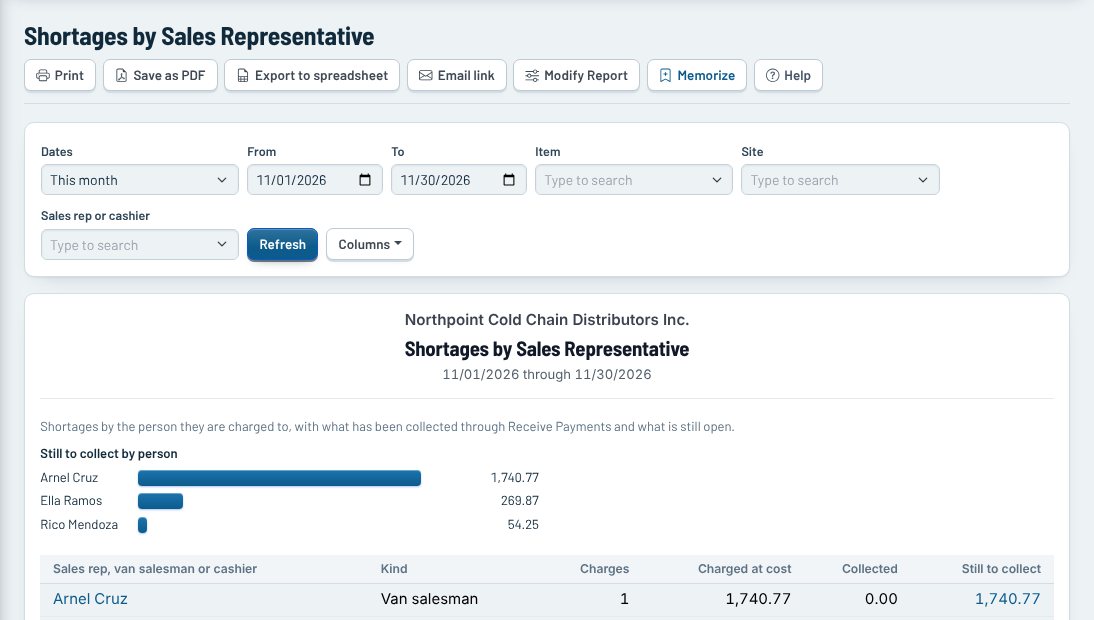 Shortages by Sales Representative
Print Save as PDF Export to spreadsheet Email link Modify Report Memorize Help
Dates From To Item Site
This month 11/01/2026 11/30/2026 Type to search Type to search
Sales rep or cashier
Type to search Refresh Columns
Northpoint Cold Chain Distributors Inc.
Shortages by Sales Representative
11/01/2026 through 11/30/2026
Shortages by the person they are charged to, with what has been collected through Receive Payments and what is still open.
Still to collect by person
Arnel Cruz 1,740.77
Ella Ramos 269.87
Rico Mendoza 54.25
Sales rep, van salesman or cashier Kind Charges Charged at cost Collected Still to collect
Arnel Cruz Van salesman 1 1,740.77 0.00 1,740.77